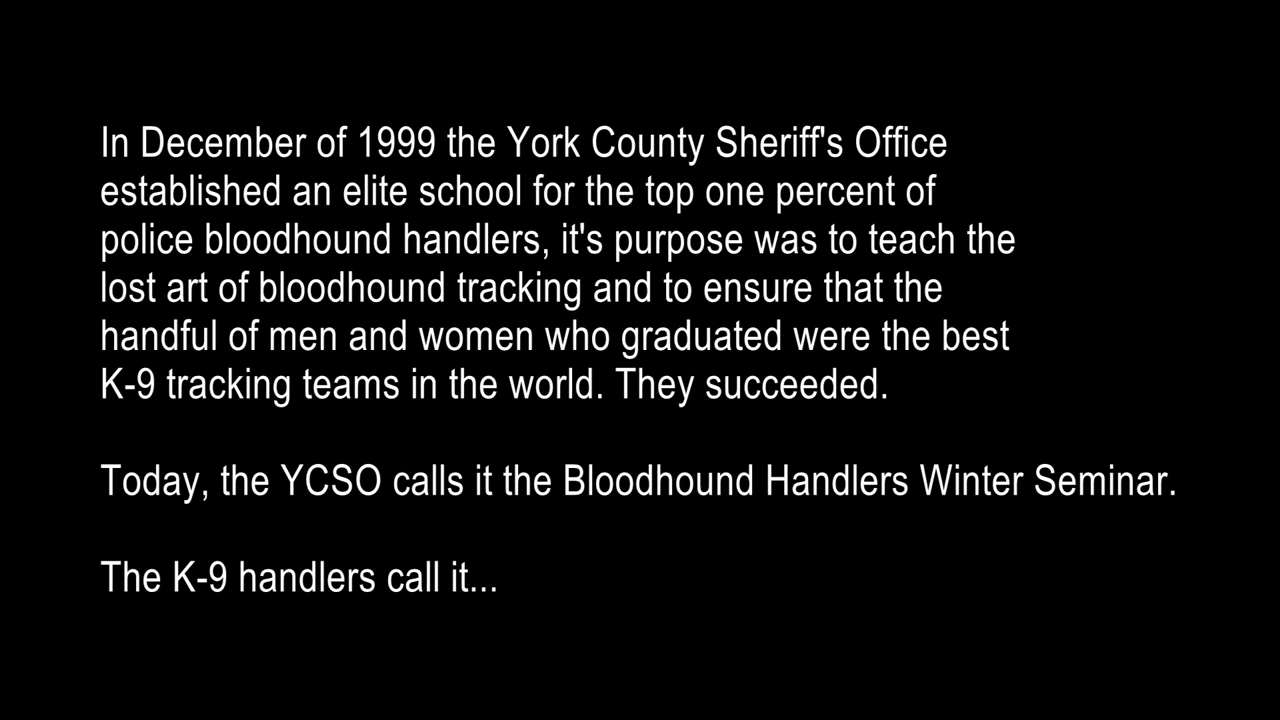 In December of 1999 the York County Sheriff's Office
established an elite school for the top one percent of
police bloodhound handlers, it's purpose was to teach the
lost art of bloodhound tracking and to ensure that the
handful of men and women who graduated were the best
K-9 tracking teams in the world. They succeeded.
Today, the YCSO calls it the Bloodhound Handlers Winter Seminar.
The K-9 handlers call it...